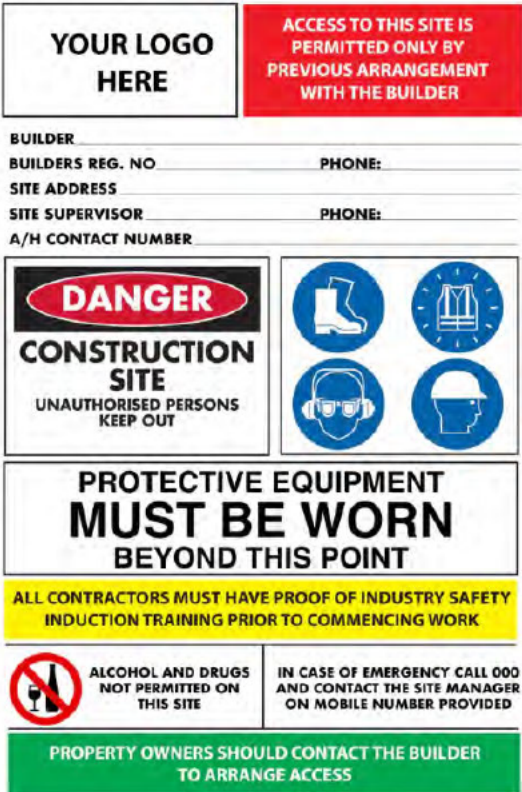 YOUR LOGO
HERE
ACCESS TO THIS SITE IS
PERMITTED ONLY BY
PREVIOUS ARRANGEMENT
WITH THE BUILDER
BUILDER
BUILDERS REG. NO PHONE:
SITE ADDRESS
SITE SUPERVISOR PHONE:
A/H CONTACT NUMBER
DANGER
CONSTRUCTION
SITE
UNAUTHORISED PERSONS
KEEP OUT
PROTECTIVE EQUIPMENT
MUST BE WORN
BEYOND THIS POINT
ALL CONTRACTORS MUST HAVE PROOF OF INDUSTRY SAFETY
INDUCTION TRAINING PRIOR TO COMMENCING WORK
ALCOHOL AND DRUGS
NOT PERMITTED ON
THIS SITE
IN CASE OF EMERGENCY CALL 000
AND CONTACT THE SITE MANAGER
ON MOBILE NUMBER PROVIDED
PROPERTY OWNERS SHOULD CONTACT THE BUILDER
TO ARRANGE ACCESS